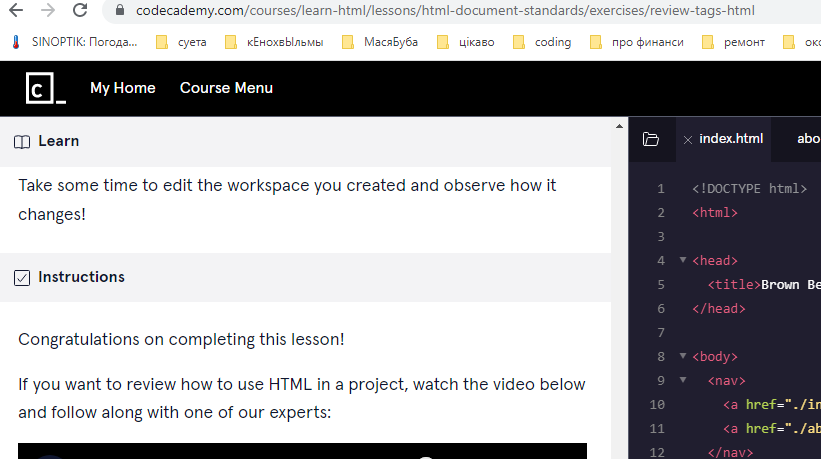 codecademy.com/courses/learn-html/lessons/html-document-standards/exercises/review-tags-html
SINOPTIK: Погода... суета кЕнохвЫльмы МасяБуба цікаво coding про финанси ремонт око
My Home Course Menu
Learn
index.html abo
Take some time to edit the workspace you created and observe how it
changes!
Instructions
Congratulations on completing this lesson!
If you want to review how to use HTML in a project, watch the video below
and follow along with one of our experts:
1 <!DOCTYPE html>
2 <html>
3
4 <head>
5 <title>Brown Be
6 </head>
7
8 <body>
9 <nav>
10 <a href="./in
11 <a href="./ab
12 </nav>